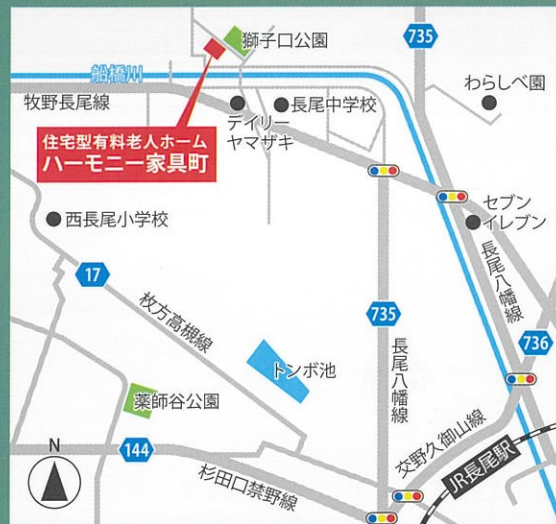 735
獅子口公園
わらしべ園
船橋川
牧野長尾線
デイリー
ヤマザキ
長尾中学校
住宅型有料老人ホーム
ハーモニー家具町
西長尾小学校
セブン
イレブン
17
枚方高槻線
735
長尾八幡線
長尾八幡線
736
トンボ池
薬師谷公園
交野久御山線
JR長尾駅
144
杉田口禁野線
N